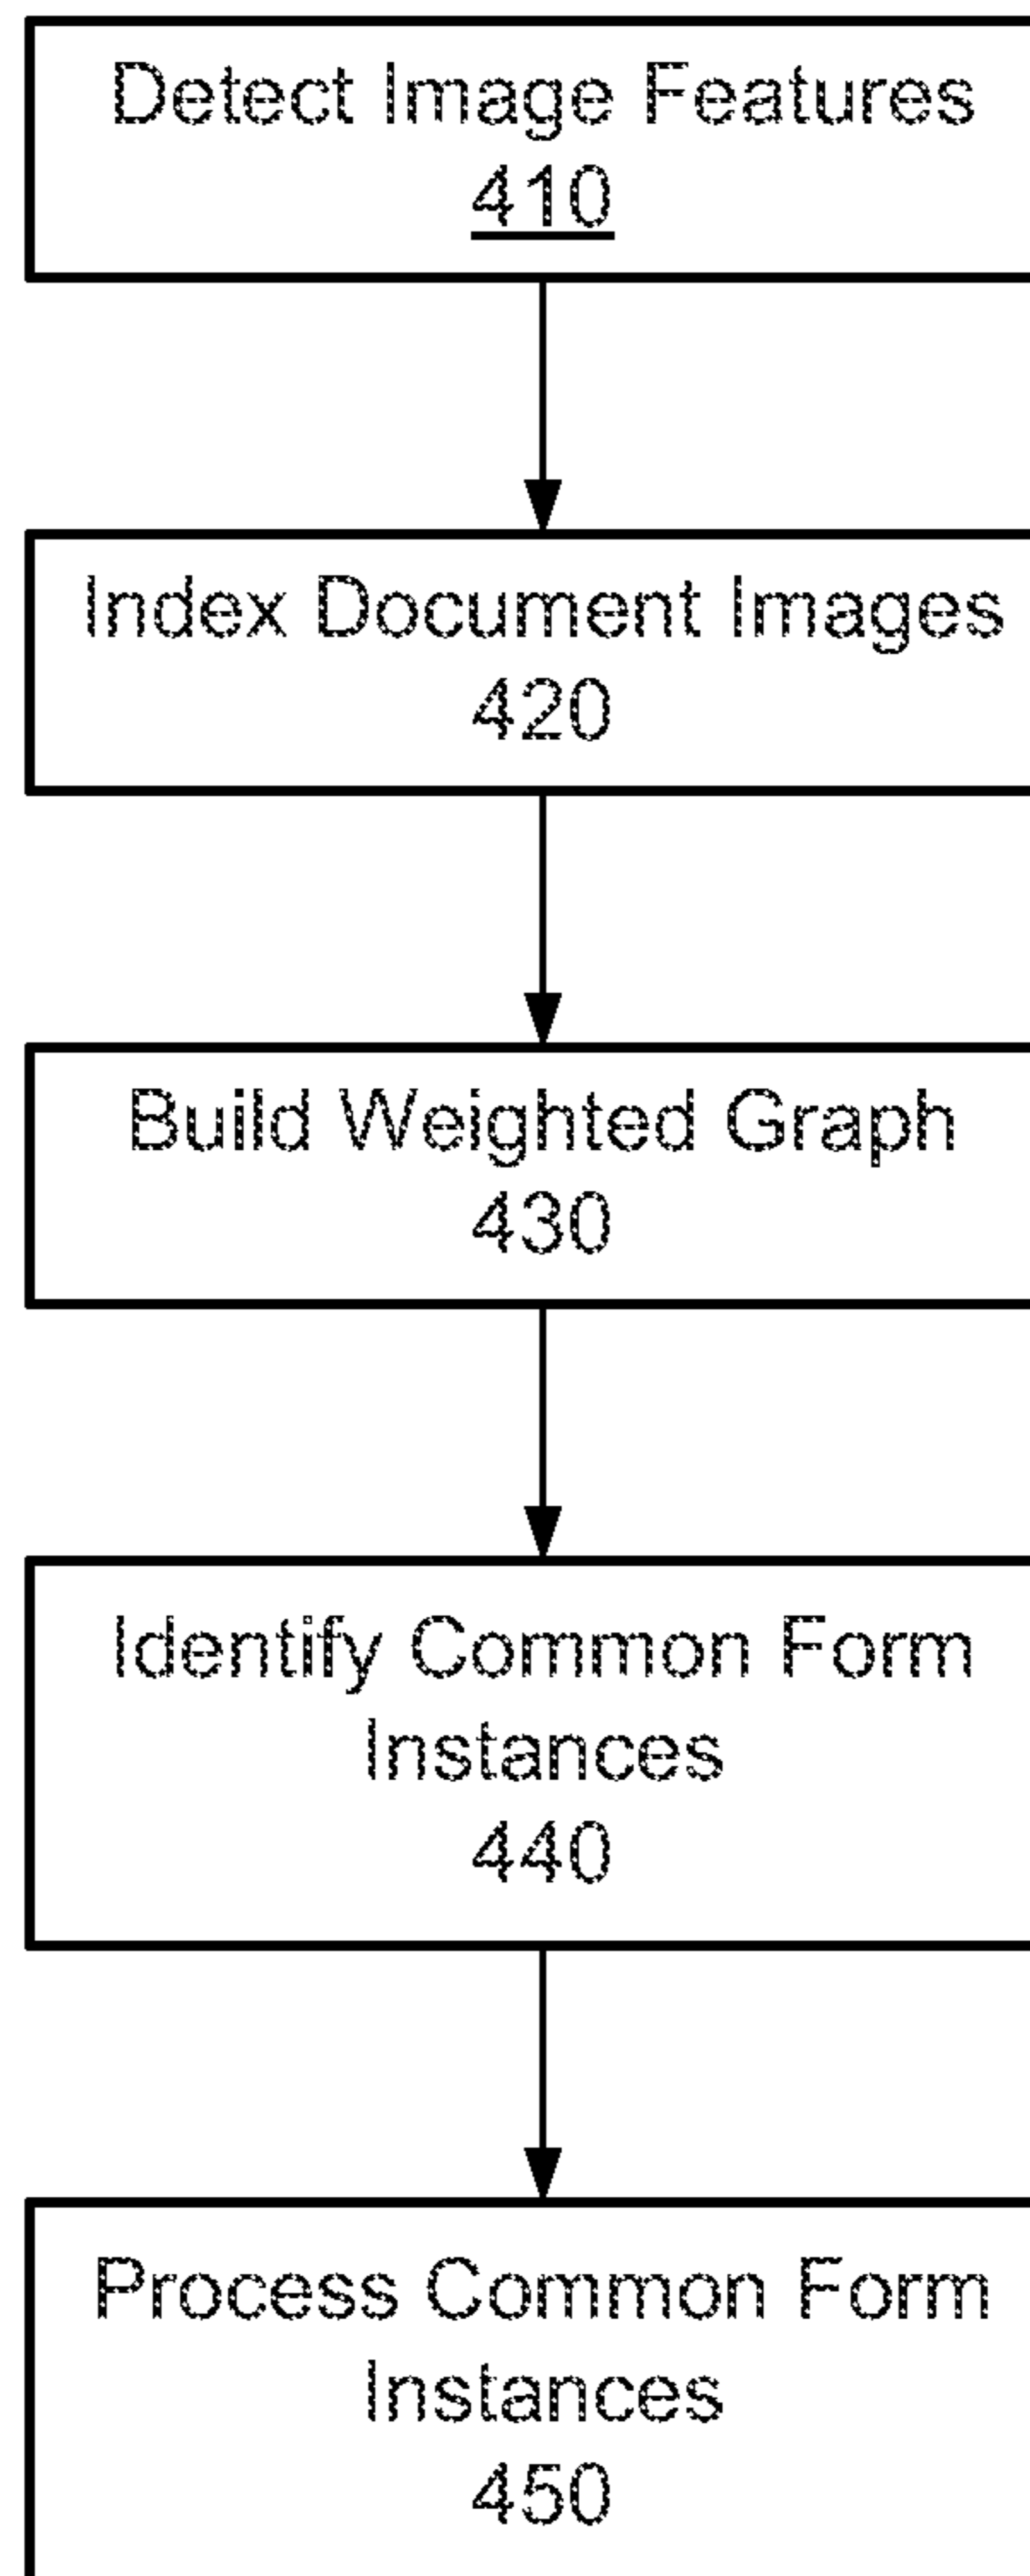 Detect Image Features
410
Index Document Images
420
Build Weighted Graph
430
Identify Common Form
Instances
440
Process Common Form
Instances
450